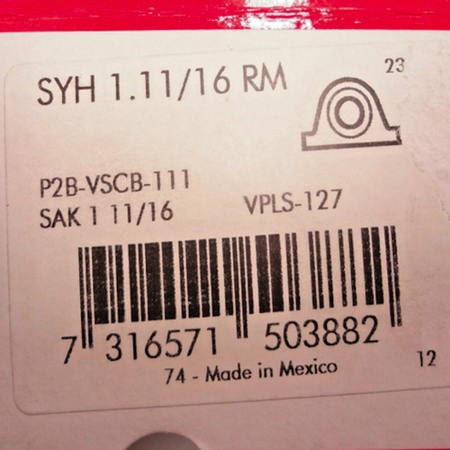 SYH 1.11/16 RM
23
P2B-VSCB-111
SAK 1 11/16 VPLS-127
7 316571 503882
74 - Made in Mexico
12